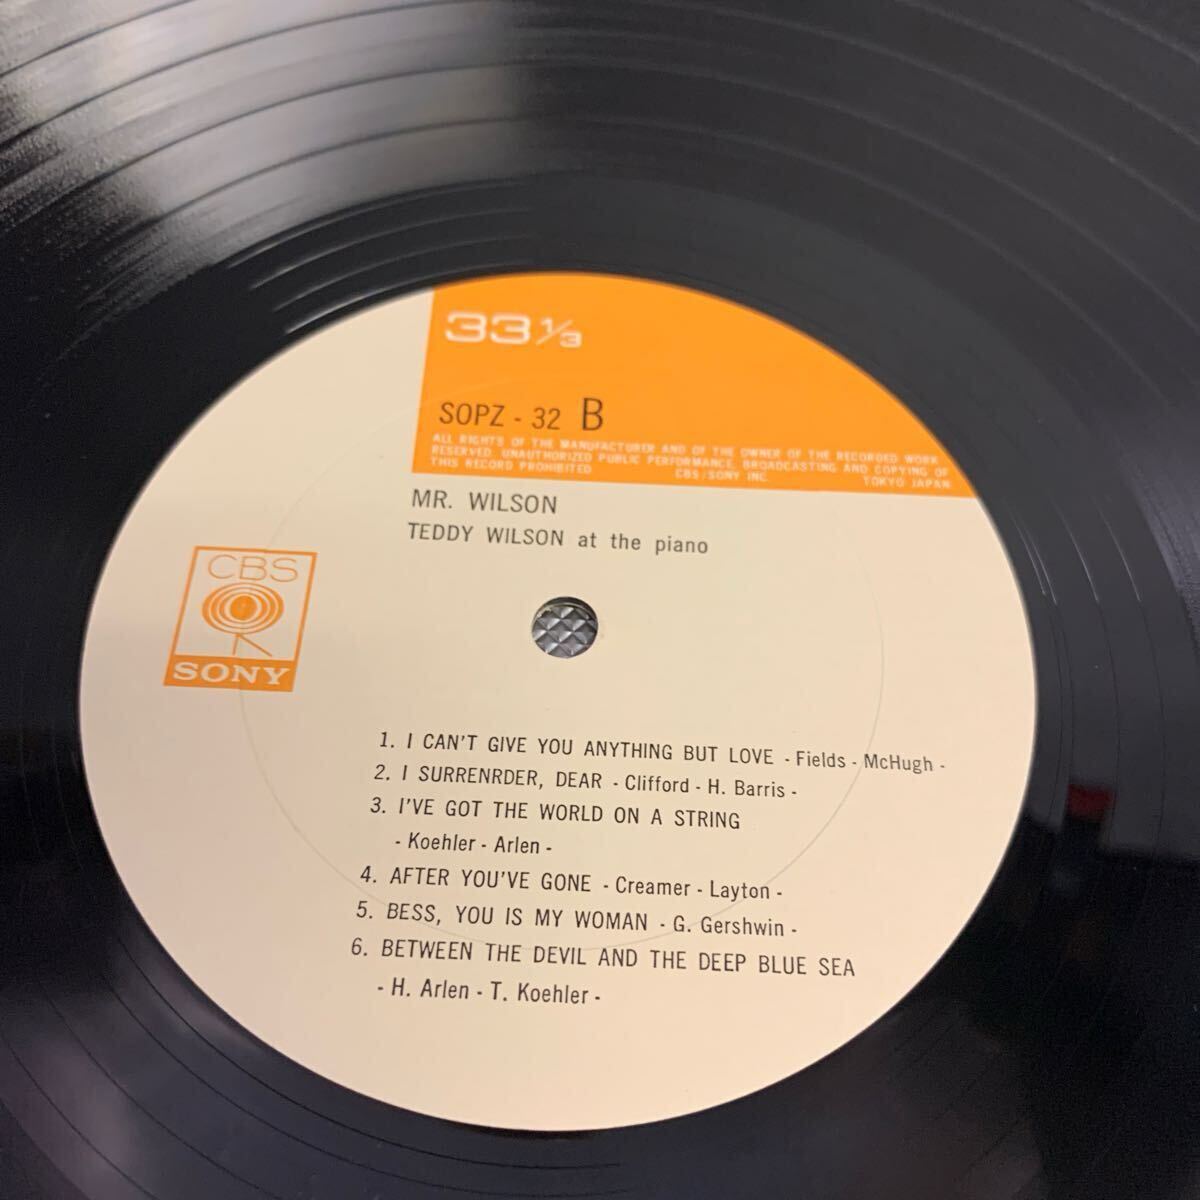 33 1/3
SOPZ - 32 B
ALL RIGHTS OF THE MANUFACTURER AND OF THE OWNER OF THE RECORDED WORK
RESERVED. UNAUTHORIZED PUBLIC PERFORMANCE, BROADCASTING AND COPYING OF
THIS RECORD PROHIBITED CBS/SONY INC. TOKYO JAPAN
MR. WILSON
TEDDY WILSON at the piano
CBS
SONY
1. I CAN'T GIVE YOU ANYTHING BUT LOVE - Fields - McHugh -
2. I SURRENRDER, DEAR - Clifford - H. Barris -
3. I'VE GOT THE WORLD ON A STRING
- Koehler - Arlen -
4. AFTER YOU'VE GONE - Creamer - Layton -
5. BESS, YOU IS MY WOMAN - G. Gershwin -
6. BETWEEN THE DEVIL AND THE DEEP BLUE SEA
- H. Arlen - T. Koehler -